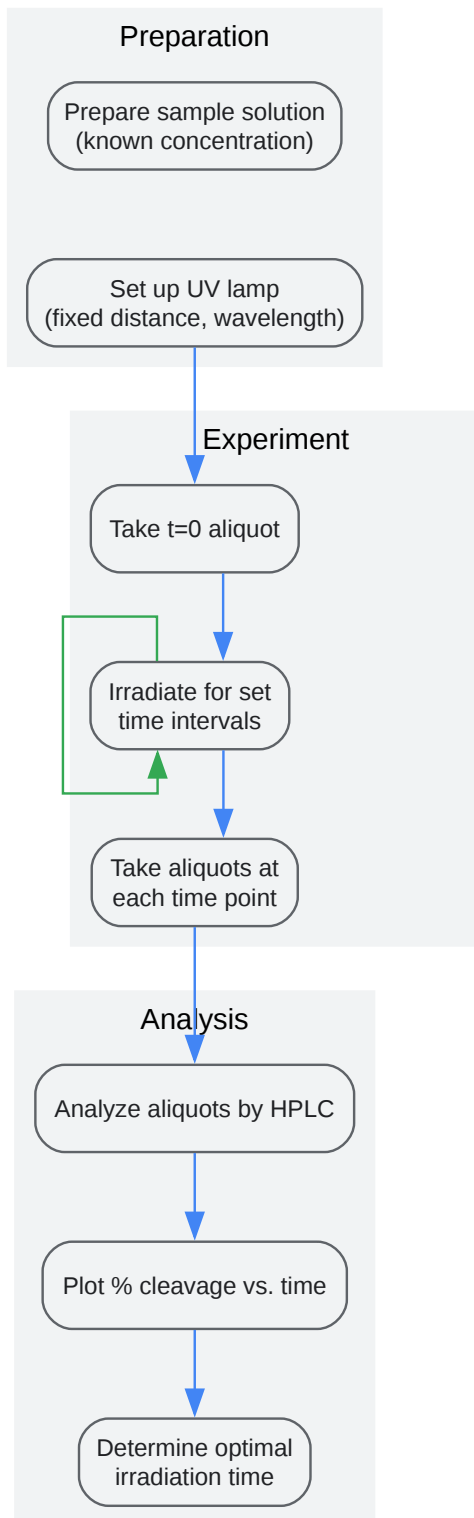 Preparation
Prepare sample solution
(known concentration)
Set up UV lamp
(fixed distance, wavelength)
Experiment
Take t=0 aliquot
Irradiate for set
time intervals
Take aliquots at
each time point
Analysis
Analyze aliquots by HPLC
Plot % cleavage vs. time
Determine optimal
irradiation time